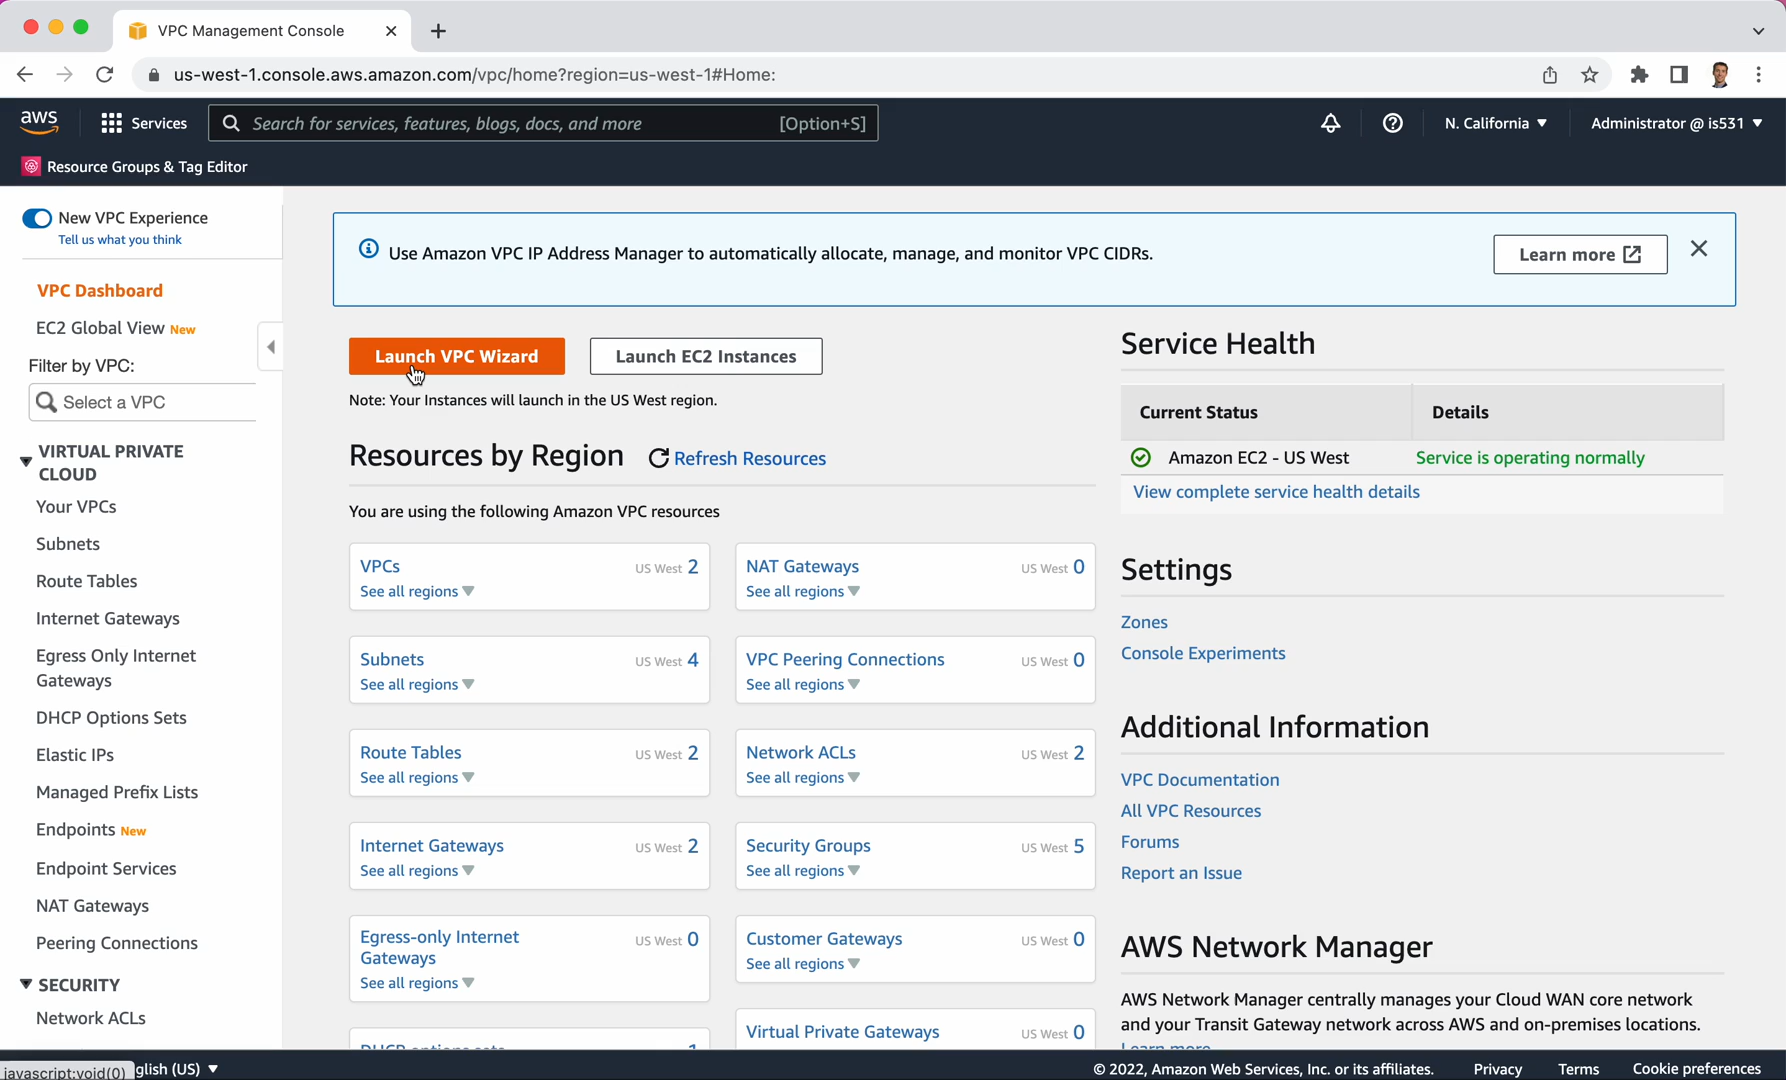 VPC Management Console
us-west-1.console.aws.amazon.com/vpc/home?region=us-west-1#Home:
aws
Services
Search for services, features, blogs, docs, and more
[Option+S]
N. California
Administrator @ is531
Resource Groups & Tag Editor
New VPC Experience
Tell us what you think
VPC Dashboard
EC2 Global View New
Filter by VPC:
Select a VPC
VIRTUAL PRIVATE
CLOUD
Your VPCs
Subnets
Route Tables
Internet Gateways
Egress Only Internet
Gateways
DHCP Options Sets
Elastic IPs
Managed Prefix Lists
Endpoints New
Endpoint Services
NAT Gateways
Peering Connections
SECURITY
Network ACLs
Use Amazon VPC IP Address Manager to automatically allocate, manage, and monitor VPC CIDRs.
Learn more
Launch VPC Wizard
Launch EC2 Instances
Note: Your Instances will launch in the US West region.
Resources by Region
Refresh Resources
You are using the following Amazon VPC resources
VPCs US West 2
See all regions
NAT Gateways US West 0
See all regions
Subnets US West 4
See all regions
VPC Peering Connections US West 0
See all regions
Route Tables US West 2
See all regions
Network ACLs US West 2
See all regions
Internet Gateways US West 2
See all regions
Security Groups US West 5
See all regions
Egress-only Internet US West 0
Gateways
See all regions
Customer Gateways US West 0
See all regions
DHCP options sets 1
Virtual Private Gateways US West 0
Service Health
Current Status
Details
Amazon EC2 - US West
Service is operating normally
View complete service health details
Settings
Zones
Console Experiments
Additional Information
VPC Documentation
All VPC Resources
Forums
Report an Issue
AWS Network Manager
AWS Network Manager centrally manages your Cloud WAN core network
and your Transit Gateway network across AWS and on-premises locations.
Learn more
javascript:void(0)
glish (US)
© 2022, Amazon Web Services, Inc. or its affiliates.
Privacy
Terms
Cookie preferences